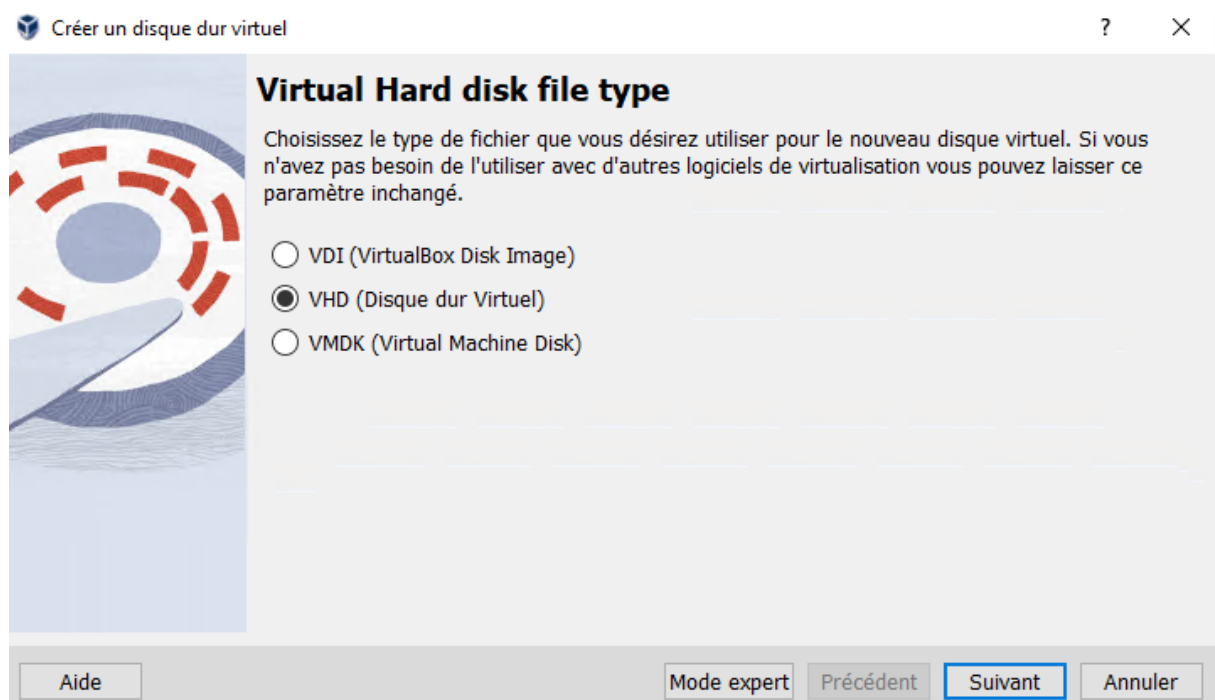 Créer un disque dur virtuel
?
Virtual Hard disk file type
Choisissez le type de fichier que vous désirez utiliser pour le nouveau disque virtuel. Si vous
n'avez pas besoin de l'utiliser avec d'autres logiciels de virtualisation vous pouvez laisser ce
paramètre inchangé.
VDI (VirtualBox Disk Image)
VHD (Disque dur Virtuel)
VMDK (Virtual Machine Disk)
Aide
Mode expert
Précédent
Suivant
Annuler